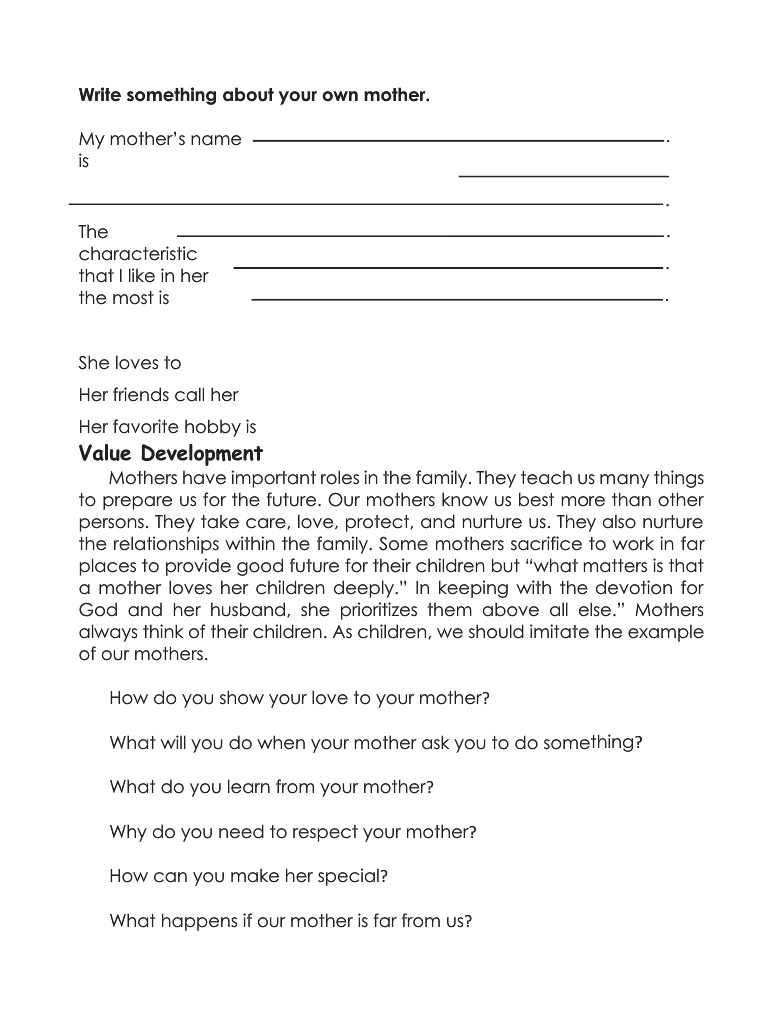 Write something about your own mother.
My mother's name
is
.
.
The
.
characteristic
.
that I like in her
the most is
.
She loves to
Her friends call her
Her favorite hobby is
Value Development
Mothers have important roles in the family. They teach us many things
to prepare us for the future. Our mothers know us best more than other
persons. They take care, love, protect, and nurture us. They also nurture
the relationships within the family. Some mothers sacrifice to work in far
places to provide good future for their children but “what matters is that
a mother loves her children deeply.” In keeping with the devotion for
God and her husband, she prioritizes them above all else.” Mothers
always think of their children. As children, we should imitate the example
of our mothers.
How do you show your love to your mother?
What will you do when your mother ask you to do something?
What do you learn from your mother?
Why do you need to respect your mother?
How can you make her special?
What happens if our mother is far from us?